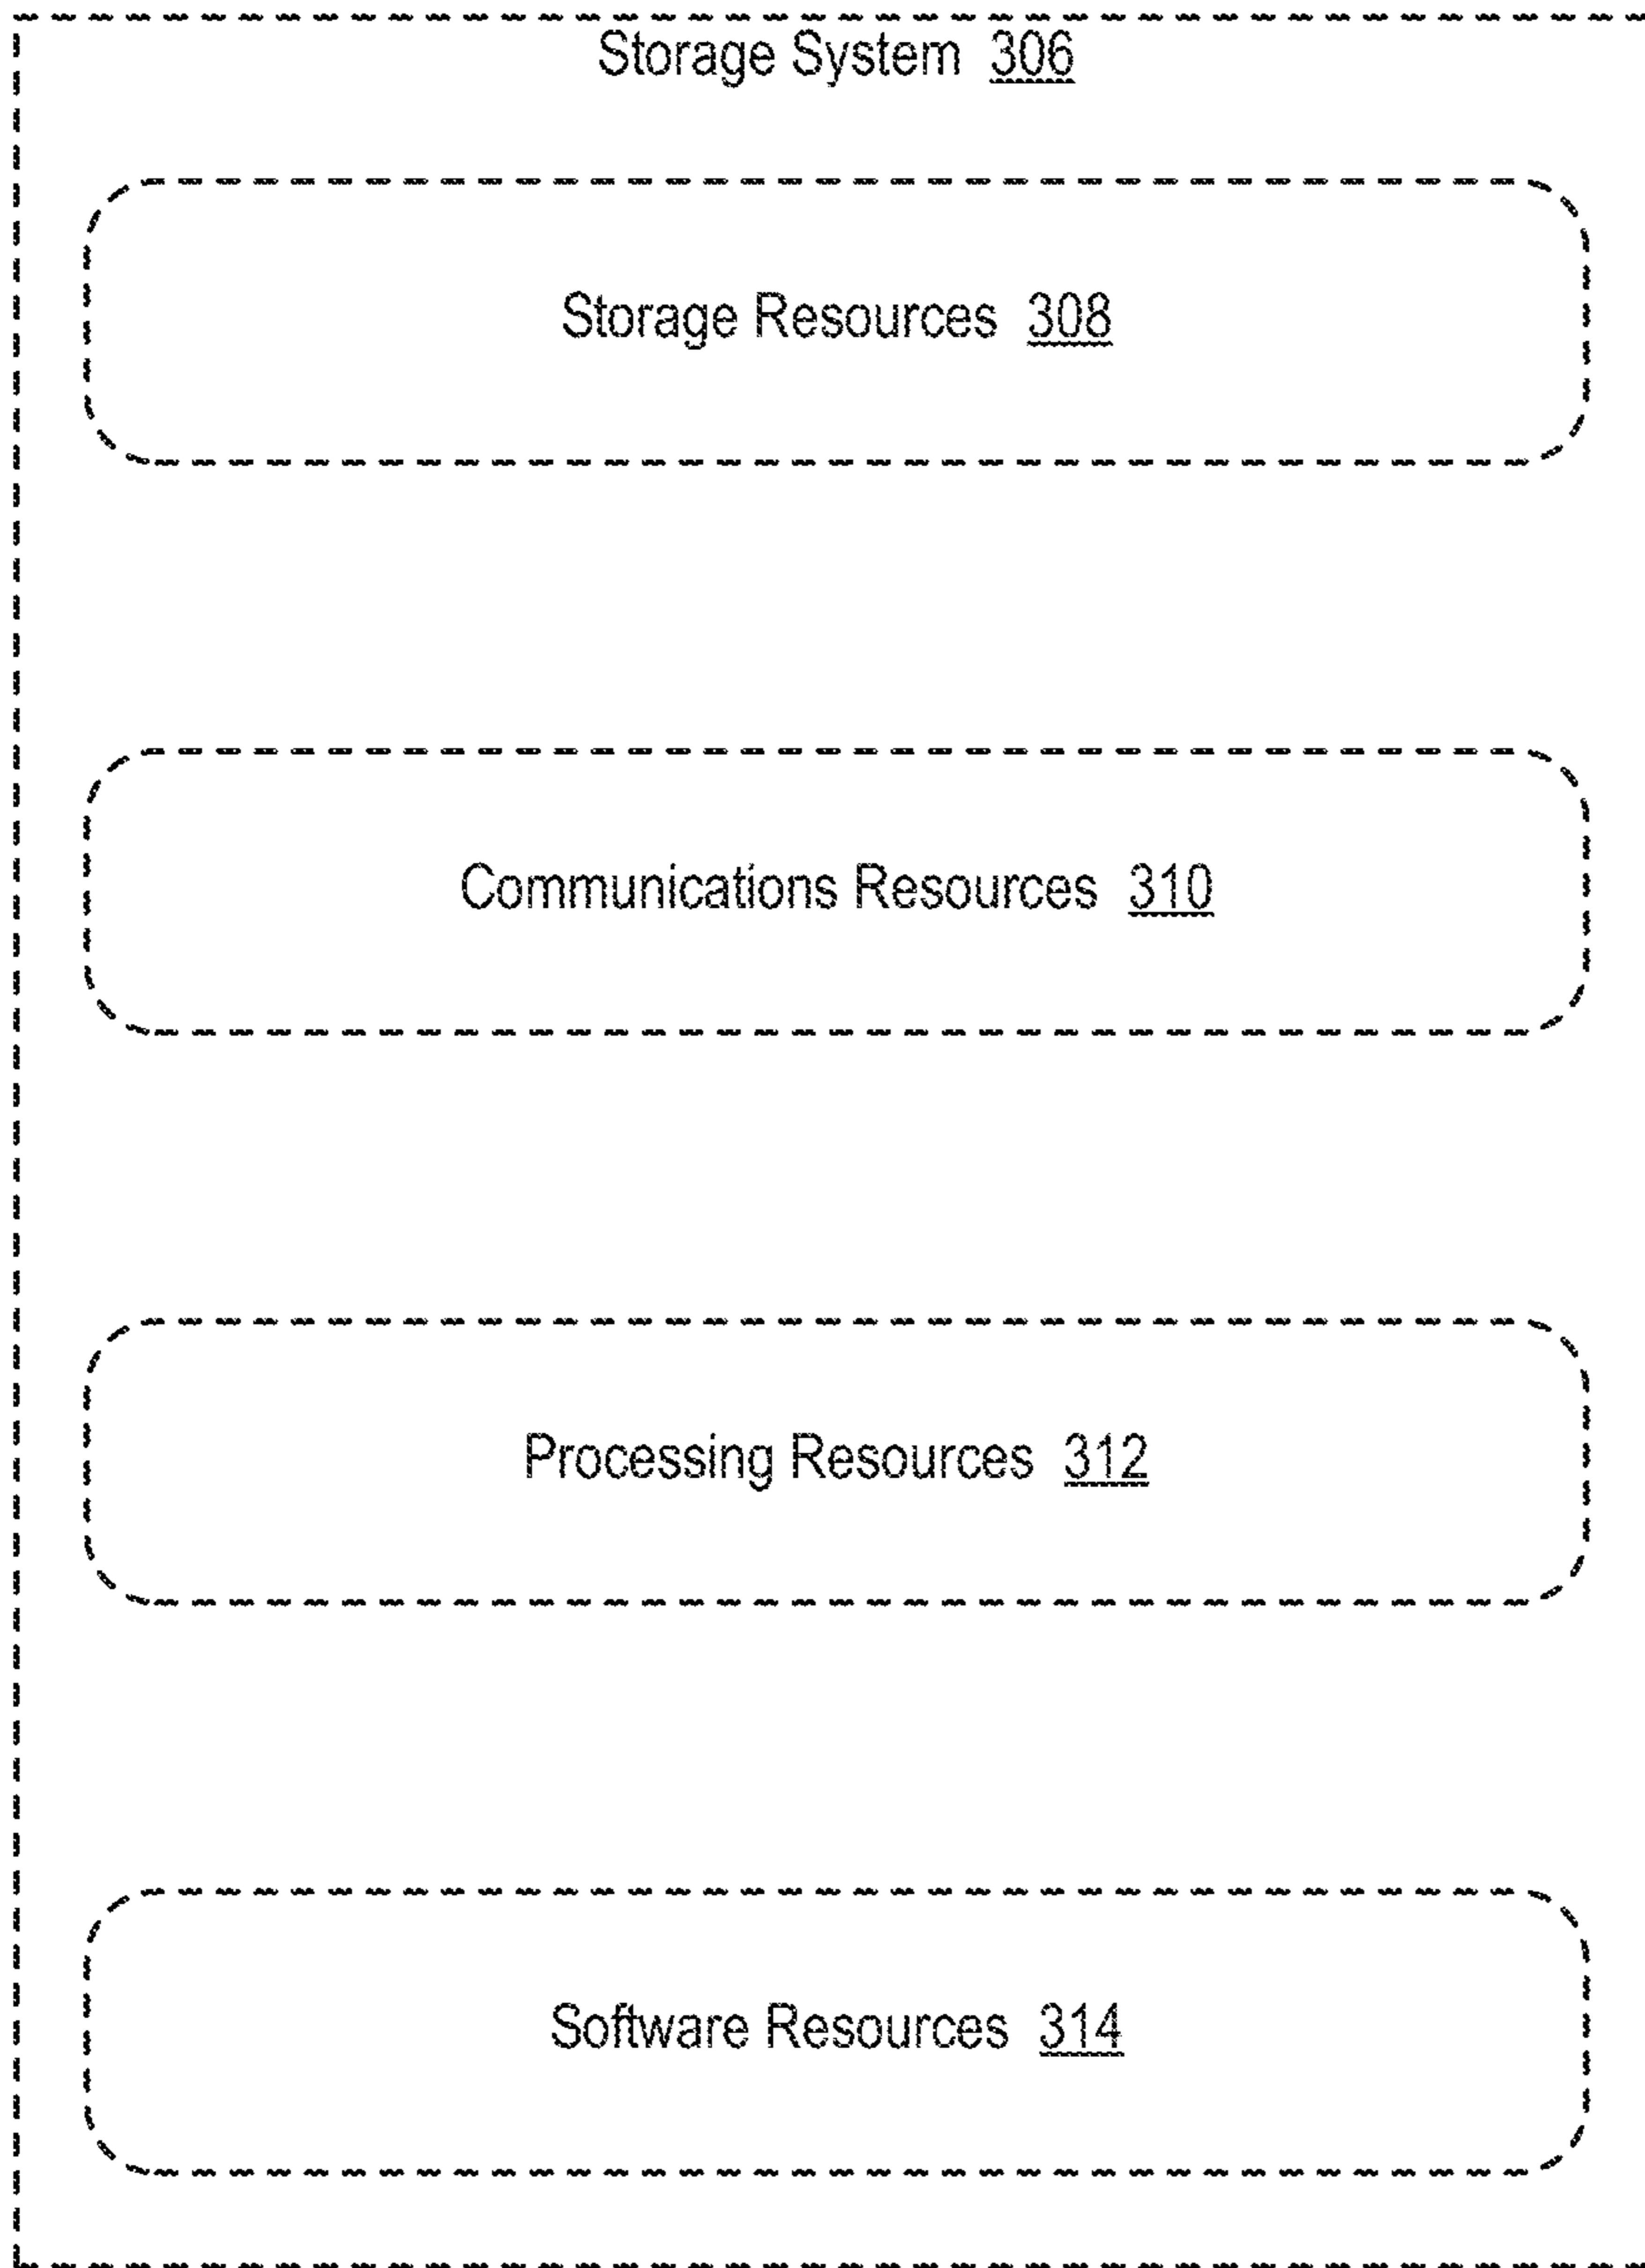 Storage System 306
Storage Resources 308
Communications Resources 310
Processing Resources 312
Software Resources 314